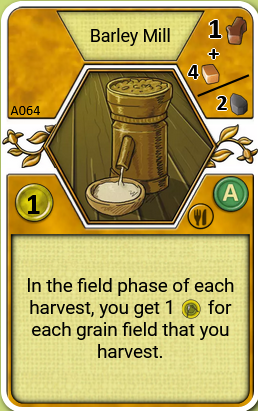 Barley Mill
1
+
4
2
A064
1
A
In the field phase of each
harvest, you get 1 for
each grain field that you
harvest.